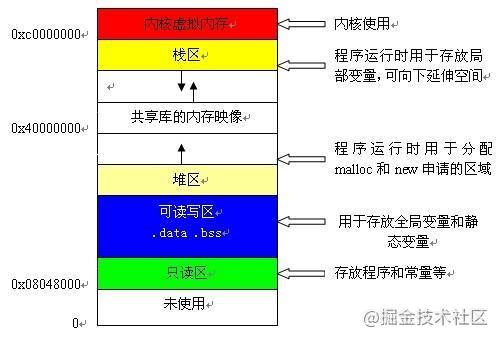 0xc0000000
内核虚拟内存
内核使用
栈区
程序运行时用于存放局
部变量,可向下延伸空间
共享库的内存映像
0x40000000
程序运行时用于分配
malloc 和 new 申请的区域
堆区
可读写区
.data .bss
用于存放全局变量和静
态变量
只读区
存放程序和常量等
0x08048000
未使用
0
@掘金技术社区